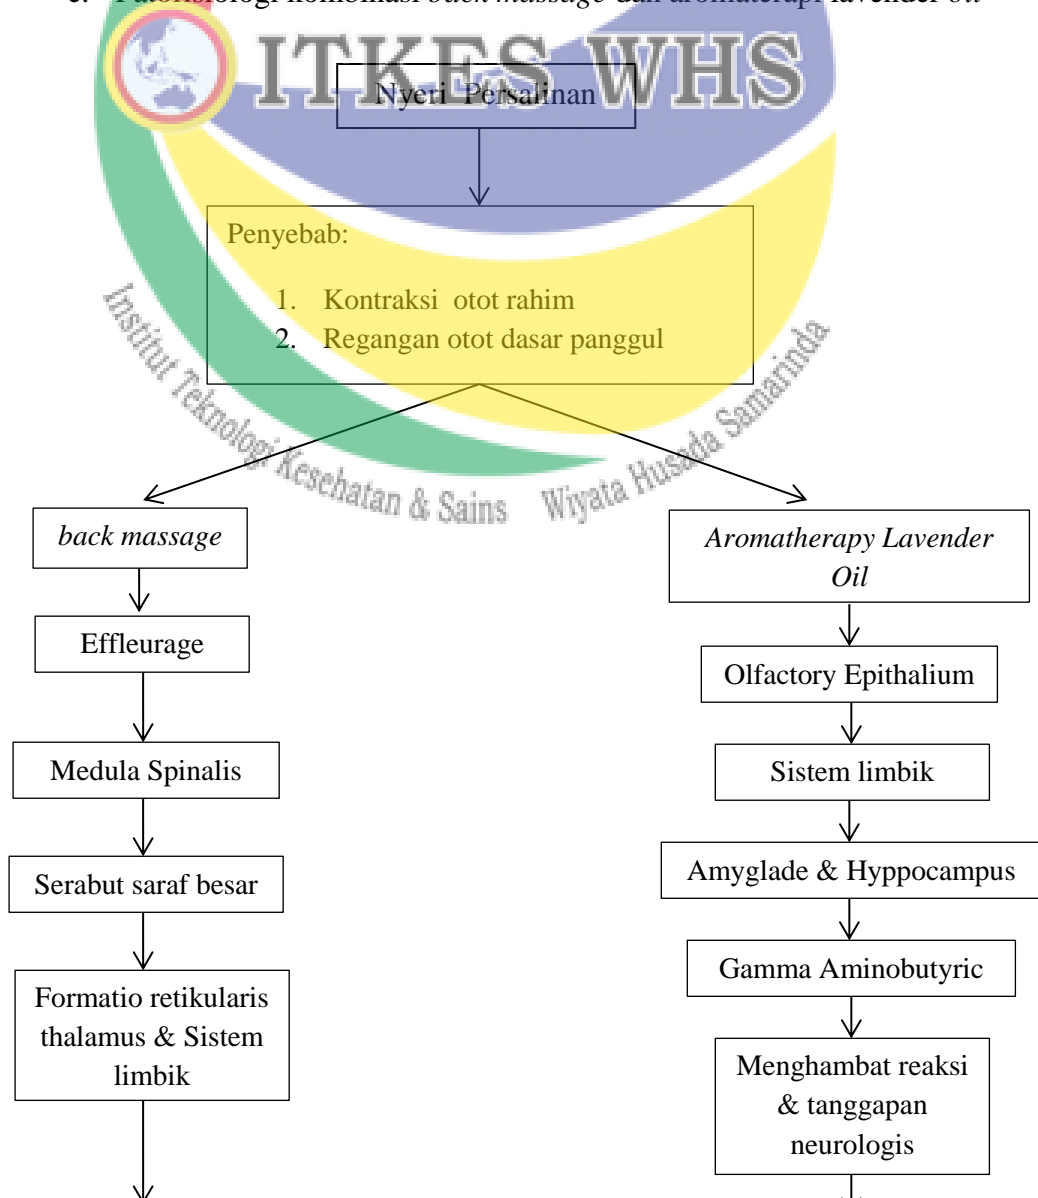 Patofisiologi kombinasi back massage dan aromaterapi lavender oil
ITKES WHS
Nyeri Persalinan
Penyebab:
1. Kontraksi otot rahim
2. Regangan otot dasar panggul
Institut Teknologi Kesehatan & Sains Wiyata Husada Samarinda
back massage
Effleurage
Medula Spinalis
Serabut saraf besar
Formatio retikularis
thalamus & Sistem
limbik
Aromatherapy Lavender
Oil
Olfactory Epithalium
Sistem limbik
Amyglade & Hyppocampus
Gamma Aminobutyric
Menghambat reaksi
& tanggapan
neurologis